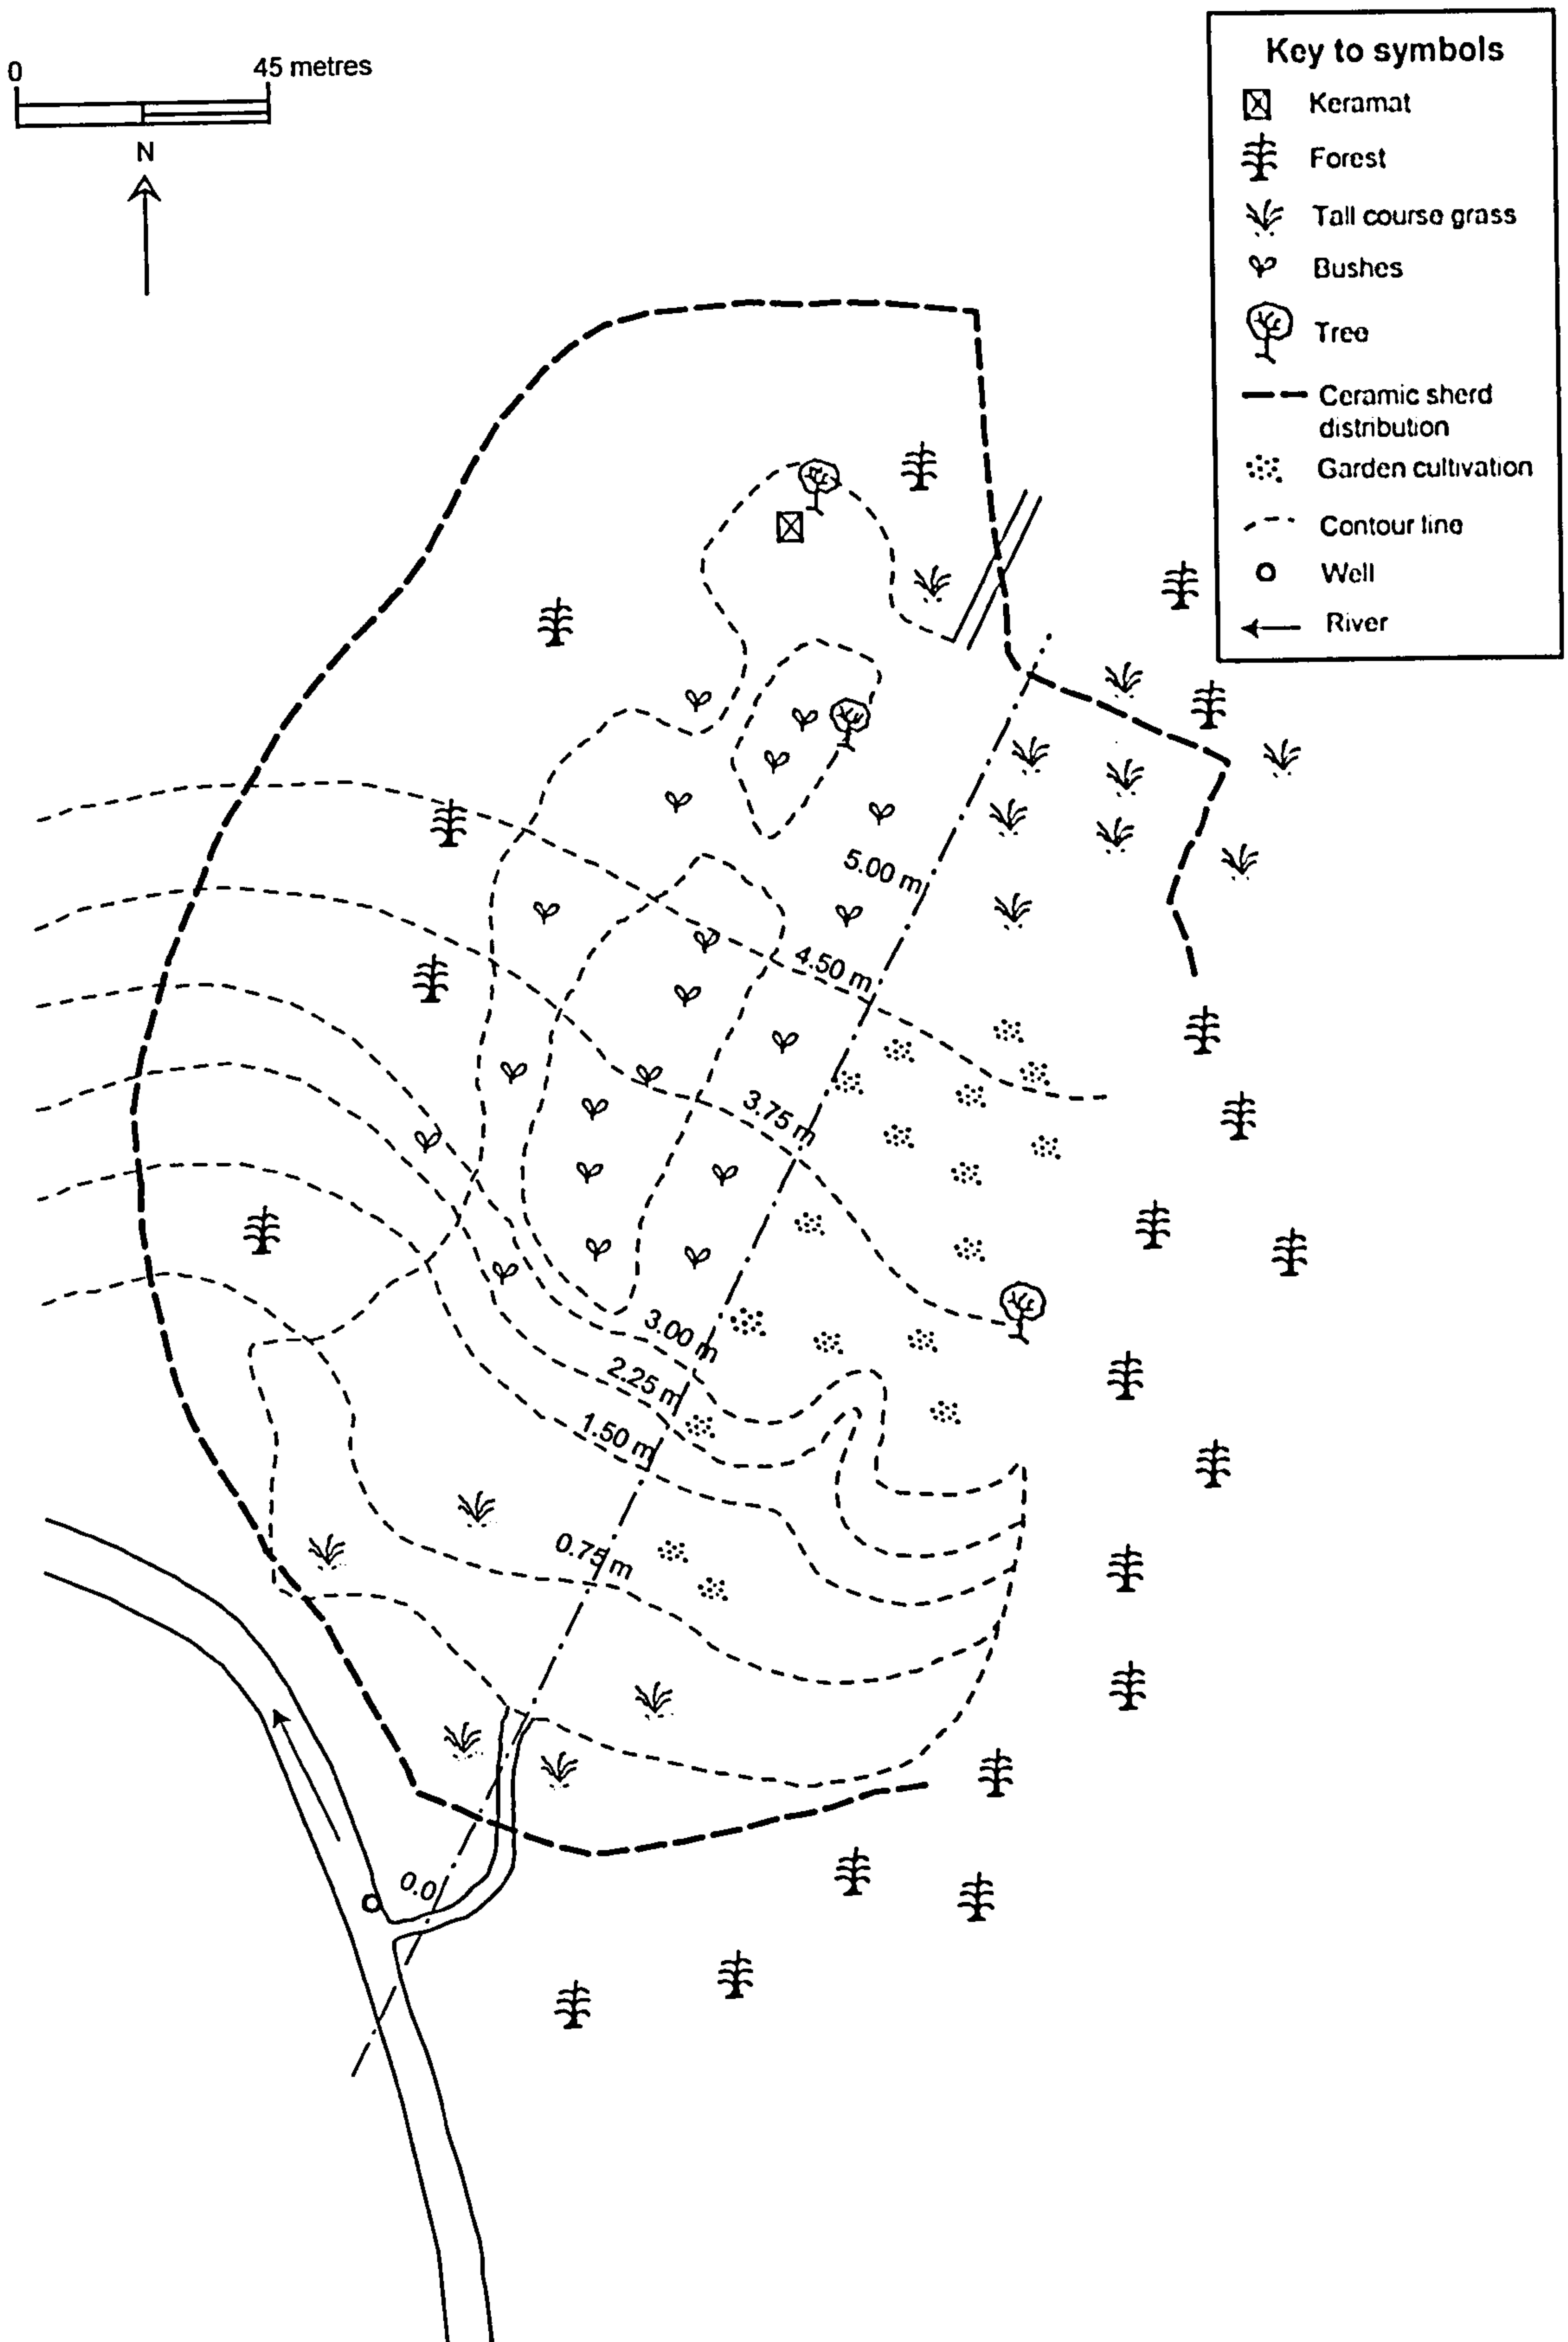 0
45 metres
N
Key to symbols
Keramat
Forest
Tall course grass
Bushes
Tree
Ceramic sherd
distribution
Garden cultivation
Contour line
Well
River
5.00 m
4.50 m
3.75 m
3.00 m
2.25 m
1.50 m
0.75 m
0.0